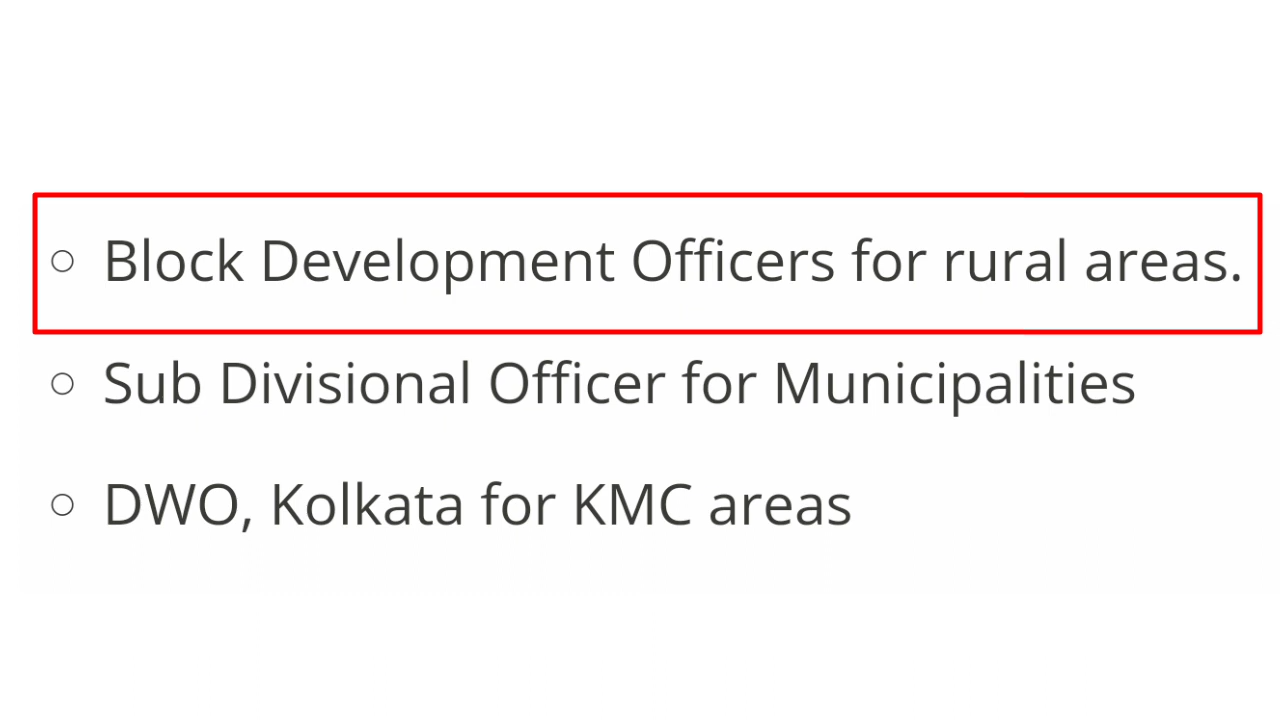 Block Development Officers for rural areas.
Sub Divisional Officer for Municipalities
DWO, Kolkata for KMC areas